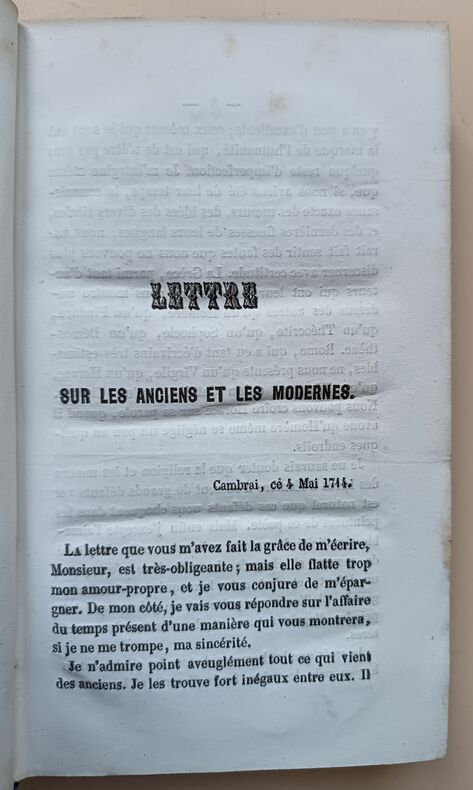 LETTRE
SUR LES ANCIENS ET LES MODERNES.
Cambrai, ce 4 Mai 1714.
LA lettre que vous m'avez fait la grâce de m'écrire,
Monsieur, est très-obligeante ; mais elle flatte trop
mon amour-propre, et je vous conjure de m'épar-
gner. De mon côté, je vais vous répondre sur l'affaire
du temps présent d'une manière qui vous montrera,
si je ne me trompe, ma sincérité.
Je n'admire point aveuglément tout ce qui vient
des anciens. Je les trouve fort inégaux entre eux. Il